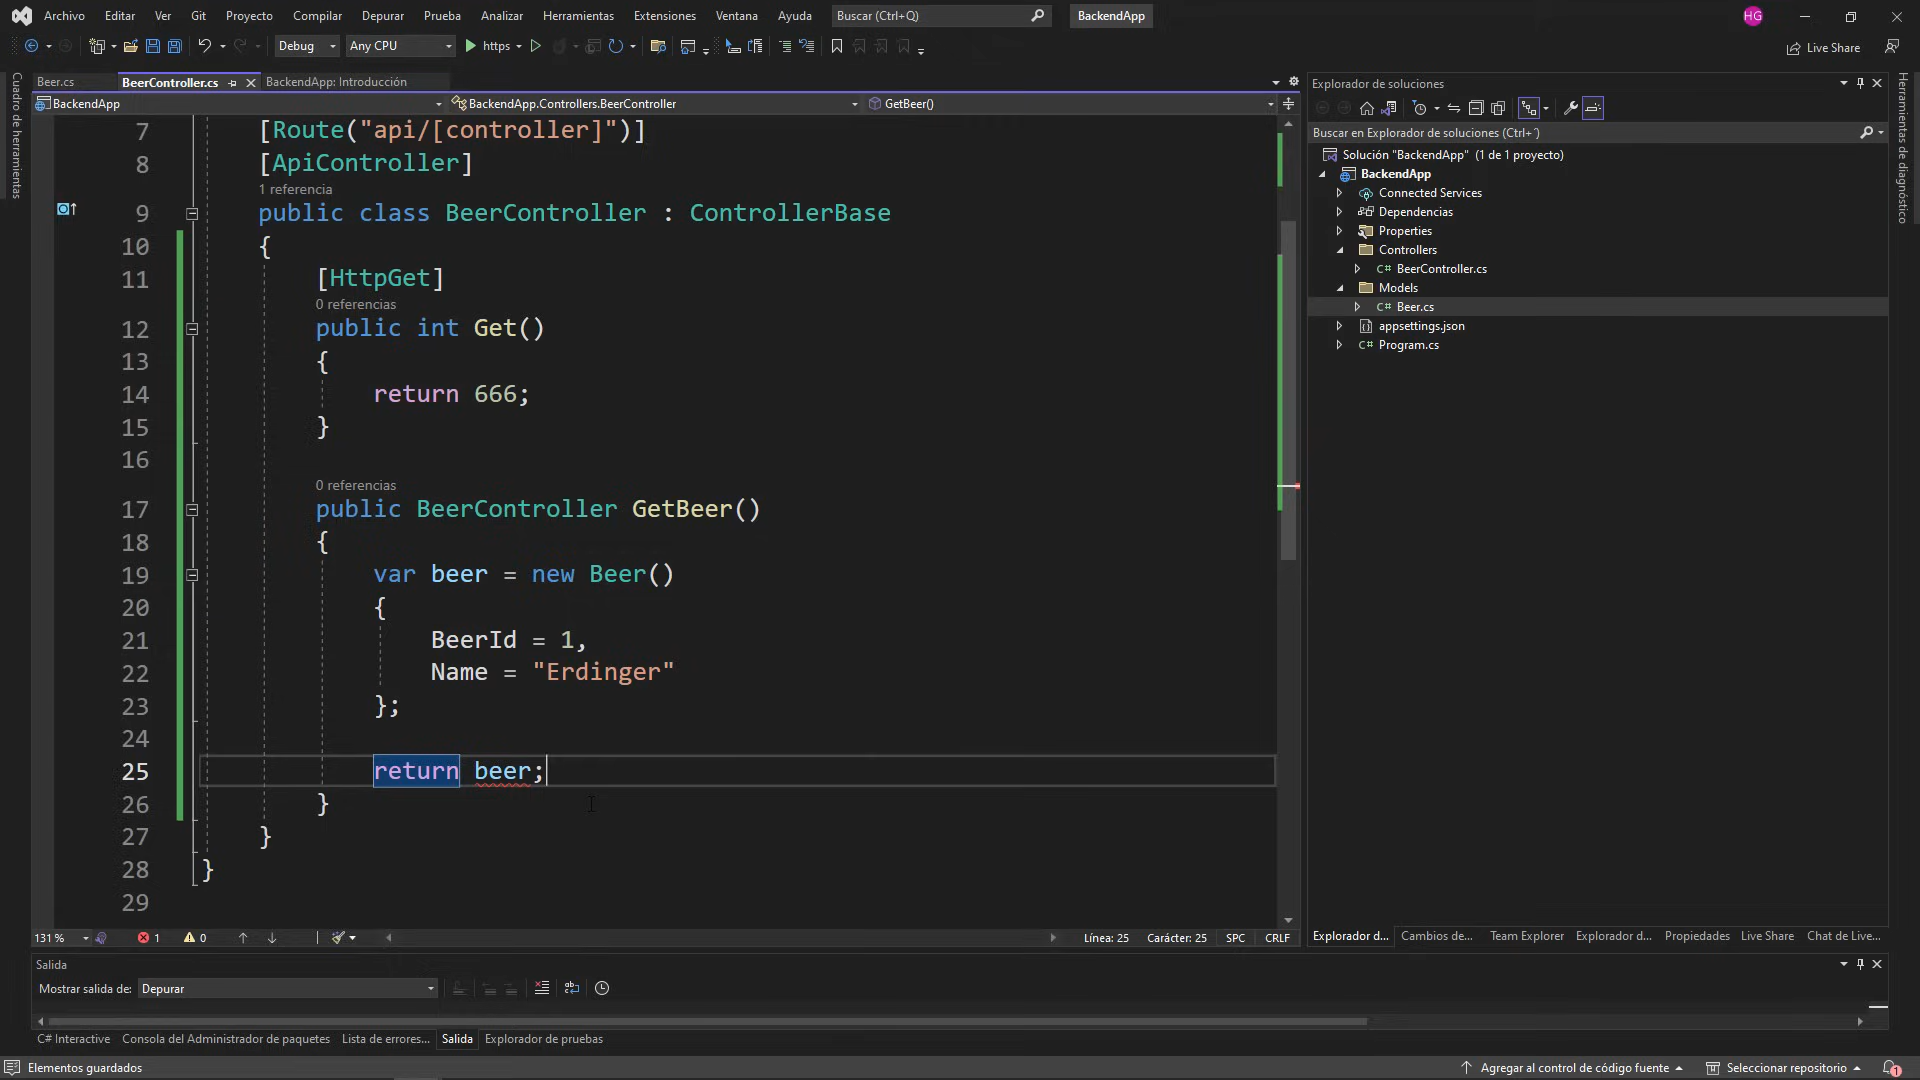 Archivo Editar Ver Git Proyecto Compilar Depurar Prueba Analizar Herramientas Extensiones Ventana Ayuda Buscar (Ctrl+Q) BackendApp HG
Debug Any CPU https Live Share
Cuadro de herramientas
Beer.cs BeerController.cs BackendApp: Introducción
BackendApp BackendApp.Controllers.BeerController GetBeer()
7 [Route("api/[controller]")]
8 [ApiController]
1 referencia
9 public class BeerController : ControllerBase
10 {
11 [HttpGet]
0 referencias
12 public int Get()
13 {
14 return 666;
15 }
16
0 referencias
17 public BeerController GetBeer()
18 {
19 var beer = new Beer()
20 {
21 BeerId = 1,
22 Name = "Erdinger"
23 };
24
25 return beer;
26 }
27 }
28 }
29
131 % 1 0 Línea: 25 Carácter: 25 SPC CRLF
Explorador de soluciones
Buscar en Explorador de soluciones (Ctrl+´)
Solución "BackendApp" (1 de 1 proyecto)
BackendApp
Connected Services
Dependencias
Properties
Controllers
C# BeerController.cs
Models
C# Beer.cs
appsettings.json
C# Program.cs
Explorador d... Cambios de... Team Explorer Explorador d... Propiedades Live Share Chat de Live...
Herramientas de diagnóstico
Salida
Mostrar salida de: Depurar
C# Interactive Consola del Administrador de paquetes Lista de errores... Salida Explorador de pruebas
Elementos guardados Agregar al control de código fuente Seleccionar repositorio 1